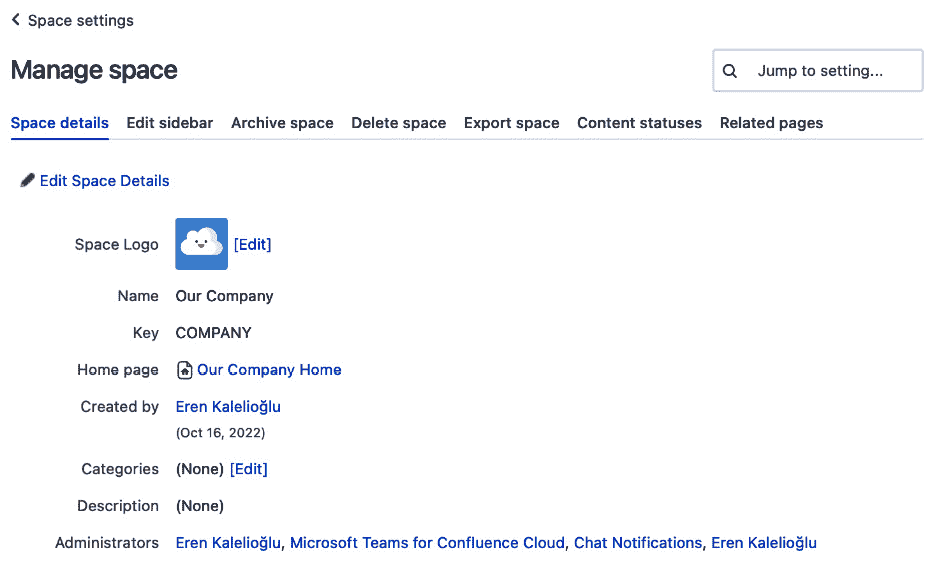 Space settings
Manage space
Jump to setting...
Space details Edit sidebar Archive space Delete space Export space Content statuses Related pages
Edit Space Details
Space Logo [Edit]
Name Our Company
Key COMPANY
Home page Our Company Home
Created by Eren Kalelioğlu
(Oct 16, 2022)
Categories (None) [Edit]
Description (None)
Administrators Eren Kalelioğlu, Microsoft Teams for Confluence Cloud, Chat Notifications, Eren Kalelioğlu